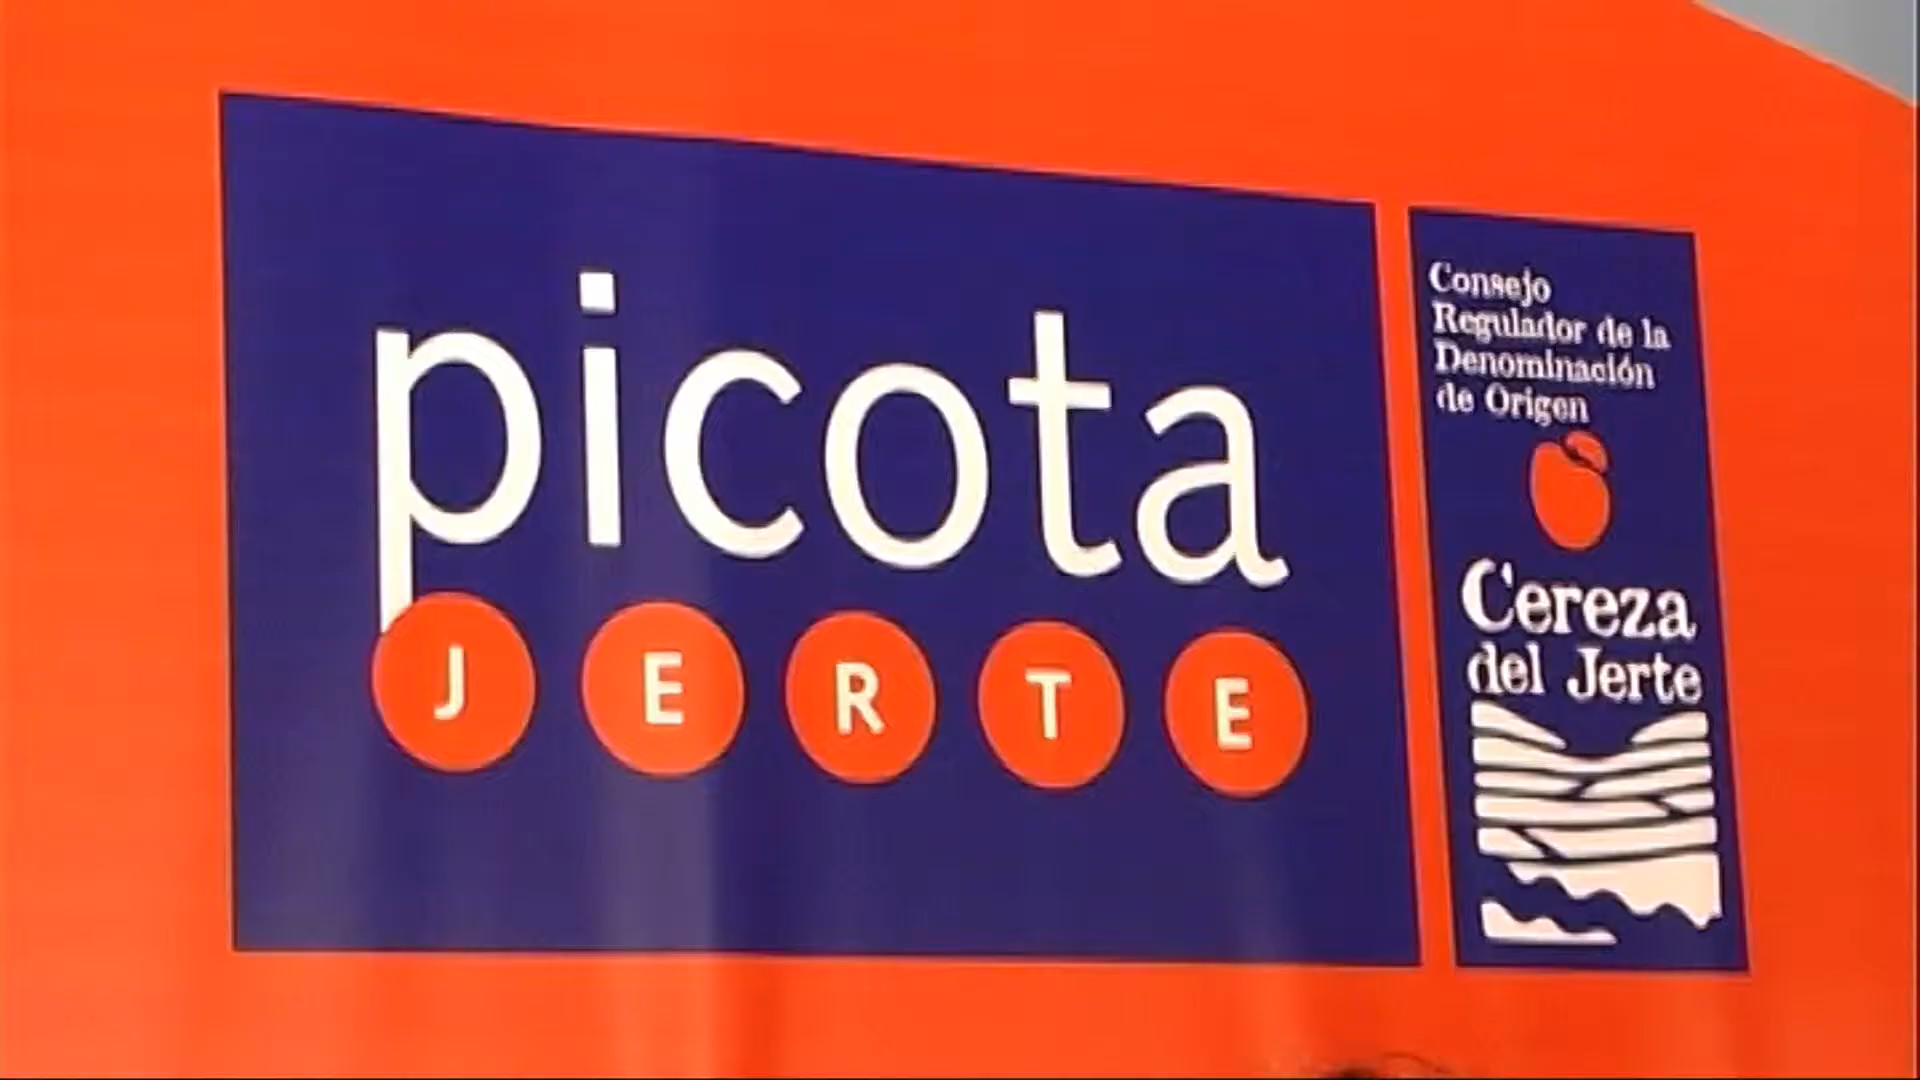 picota
JERTE
Consejo
Regulador de la
Denominación
de Origen
Cereza
del Jerte